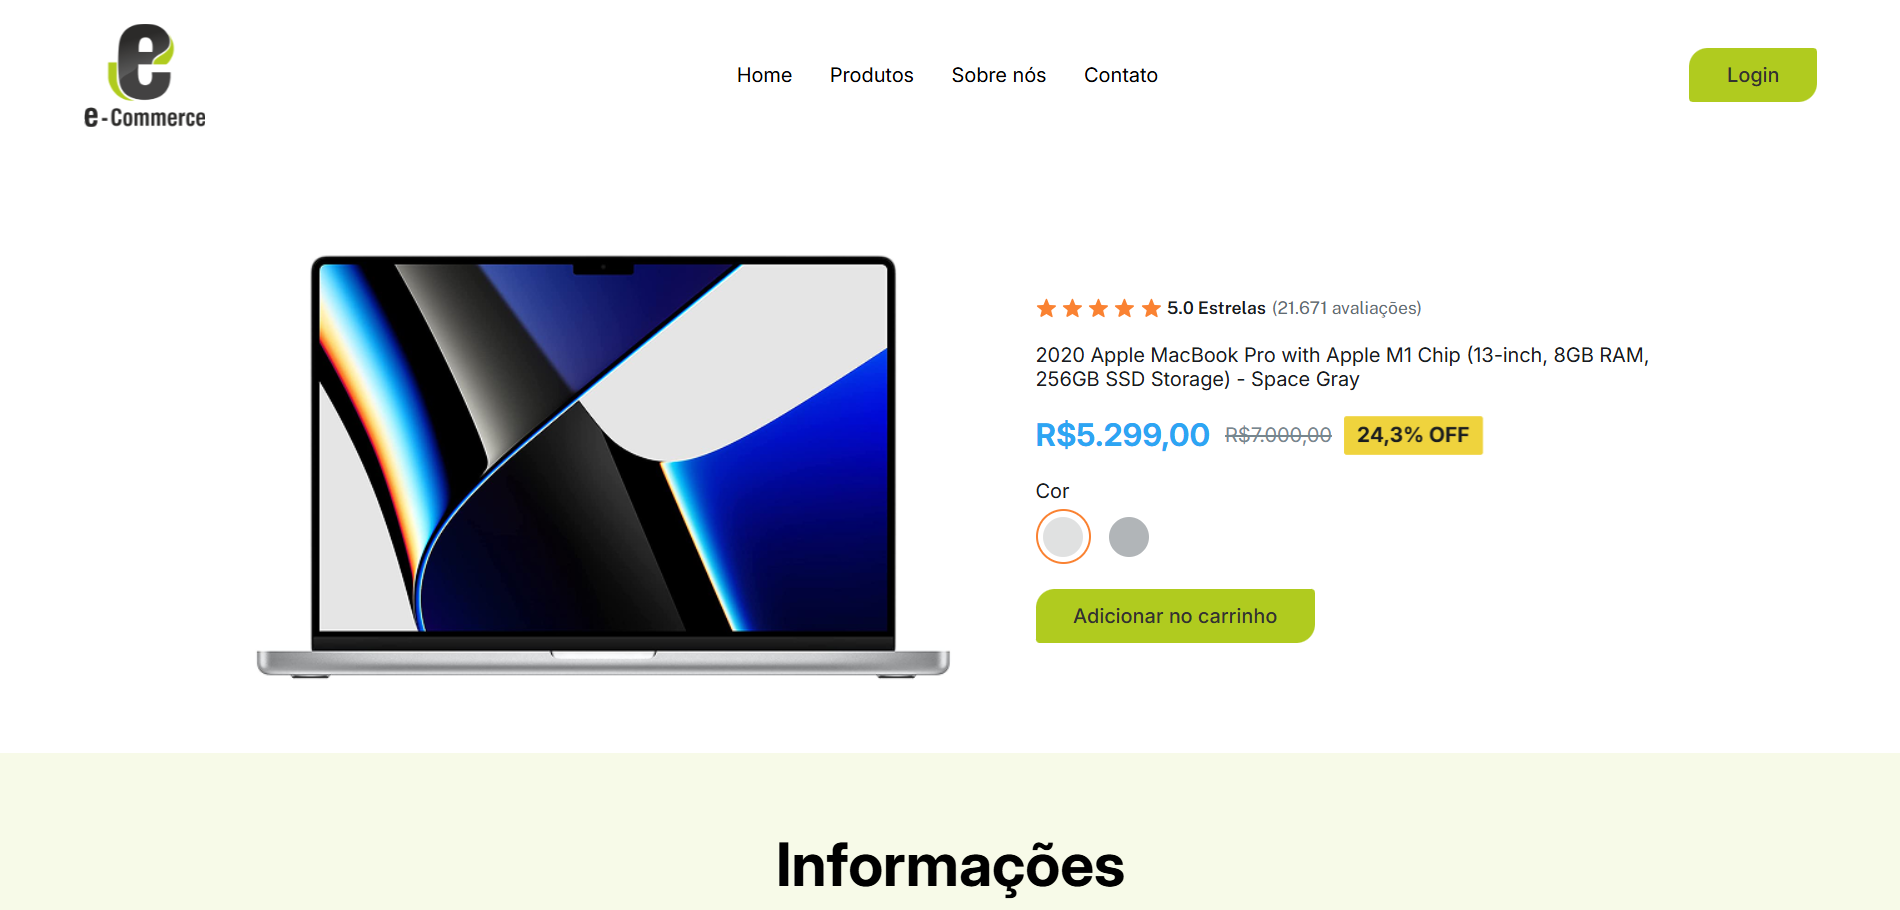 e
e-Commerce
Home Produtos Sobre nós Contato
Login
5.0 Estrelas (21.671 avaliações)
2020 Apple MacBook Pro with Apple M1 Chip (13-inch, 8GB RAM,
256GB SSD Storage) - Space Gray
R$5.299,00 R$7.000,00 24,3% OFF
Cor
Adicionar no carrinho
Informações